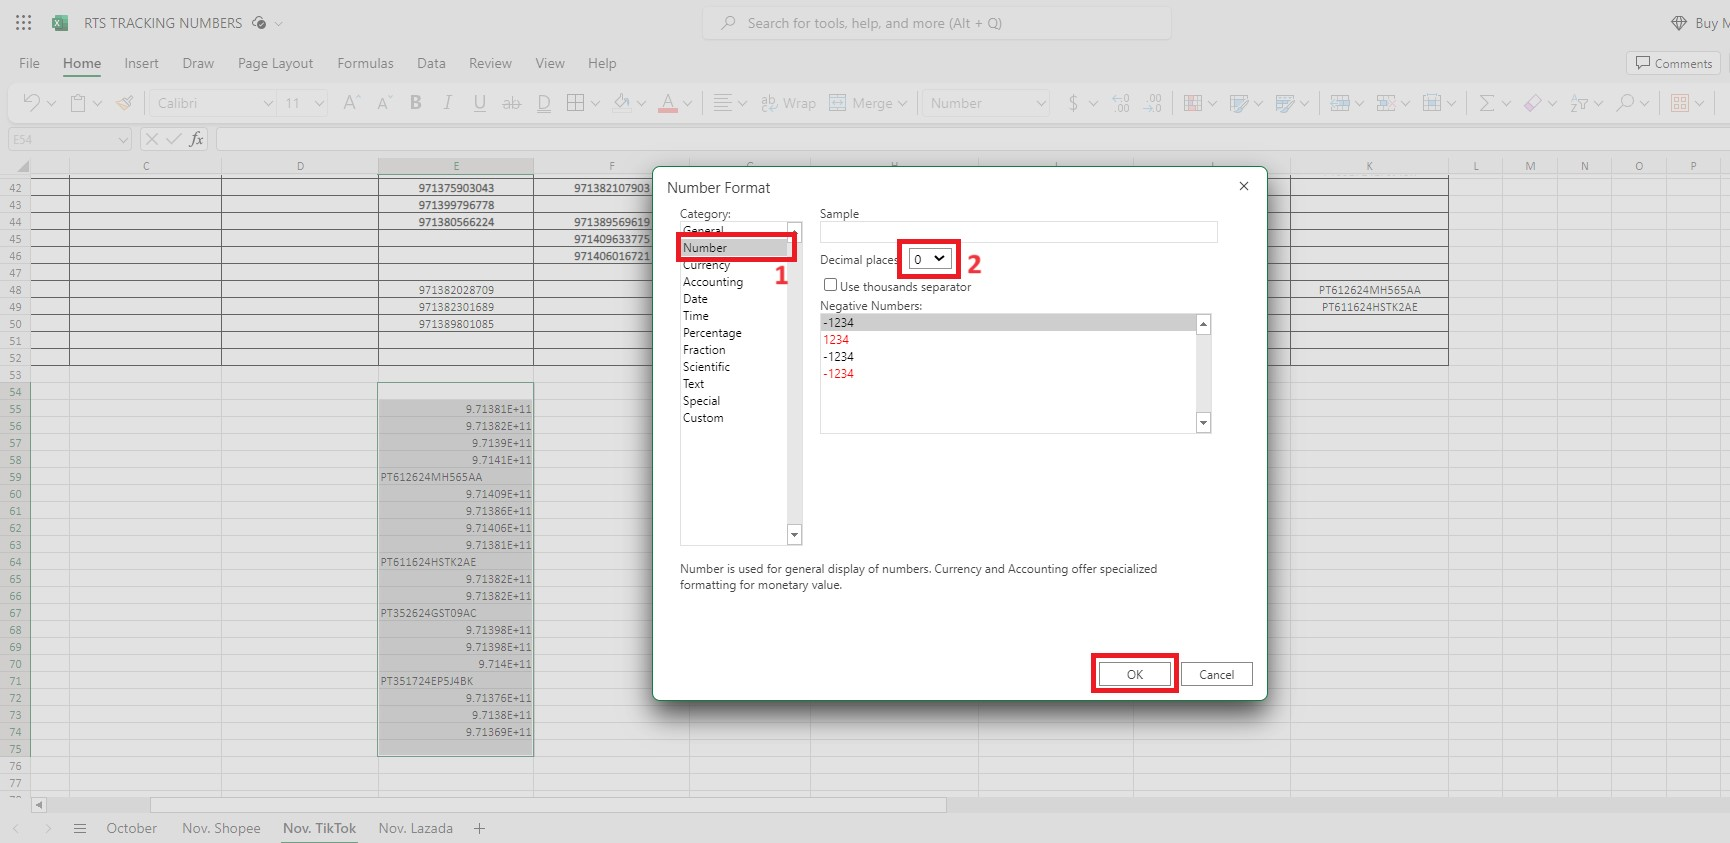 RTS TRACKING NUMBERS
Search for tools, help, and more (Alt + Q)
Buy M
File Home Insert Draw Page Layout Formulas Data Review View Help
Comments
Calibri 11 A A B I U ab D A ab Wrap Merge Number $ .00 .00
E54 fx
C D E F K L M N O P
42 971375903043 971382107903
43 971399796778
44 971380566224 971389569619
45 971409633775
46 971406016721
47
48 971382028709 PT612624MH565AA
49 971382301689 PT611624HSTK2AE
50 971389801085
51
52
53
54
55 9.71381E+11
56 9.71382E+11
57 9.7139E+11
58 9.7141E+11
59 PT612624MH565AA
60 9.71409E+11
61 9.71386E+11
62 9.71406E+11
63 9.71381E+11
64 PT611624HSTK2AE
65 9.71382E+11
66 9.71382E+11
67 PT352624GST09AC
68 9.71398E+11
69 9.71398E+11
70 9.714E+11
71 PT351724EP5J4BK
72 9.71376E+11
73 9.7138E+11
74 9.71369E+11
75
76
77
Number Format
Category:
General
Number
Currency
Accounting
Date
Time
Percentage
Fraction
Scientific
Text
Special
Custom
1
Sample
Decimal places 0
2
Use thousands separator
Negative Numbers:
-1234
1234
-1234
-1234
Number is used for general display of numbers. Currency and Accounting offer specialized
formatting for monetary value.
OK Cancel
October Nov. Shopee Nov. TikTok Nov. Lazada